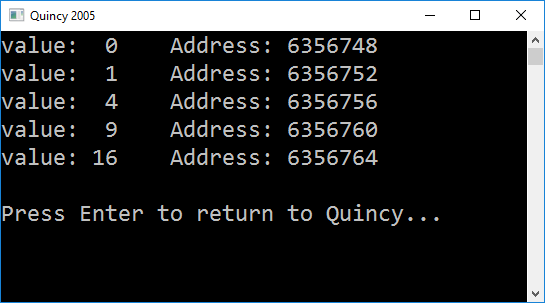 Quincy 2005
value:  0    Address: 6356748
value:  1    Address: 6356752
value:  4    Address: 6356756
value:  9    Address: 6356760
value: 16    Address: 6356764
Press Enter to return to Quincy...